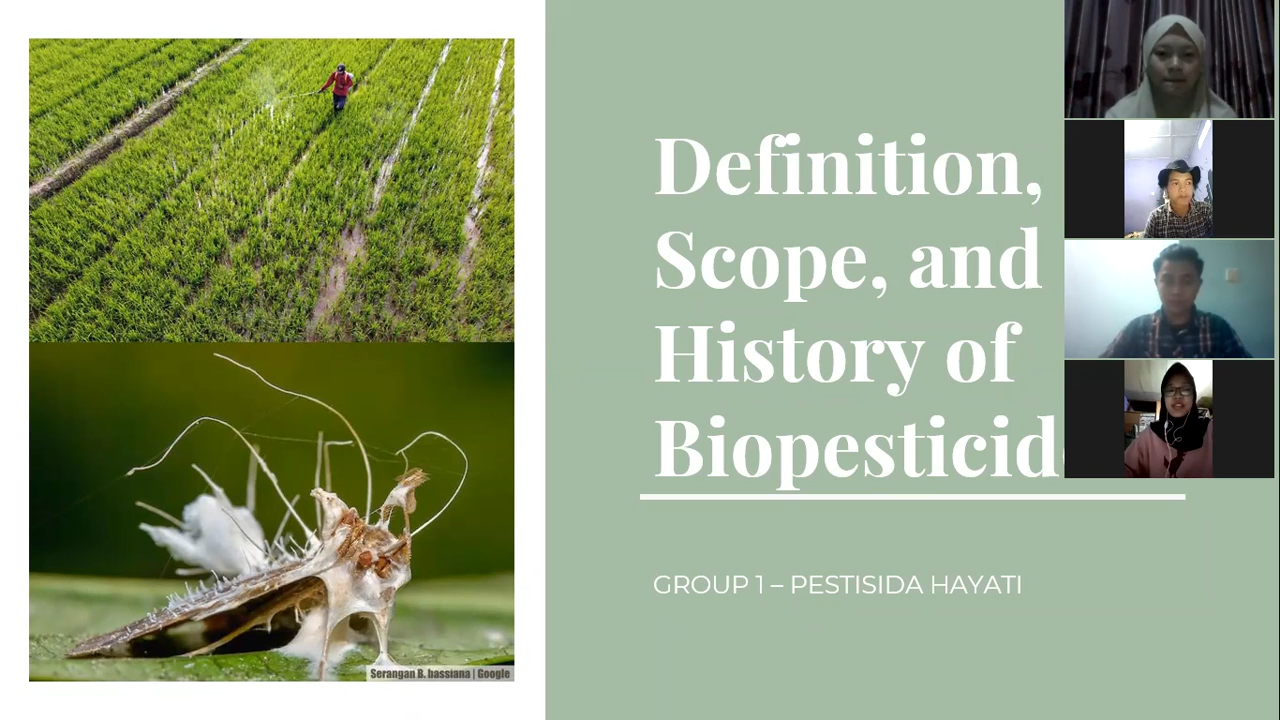 Definition,
Scope, and
History of
Biopesticid
GROUP 1 – PESTISIDA HAYATI
Serangan B. bassiana | Google